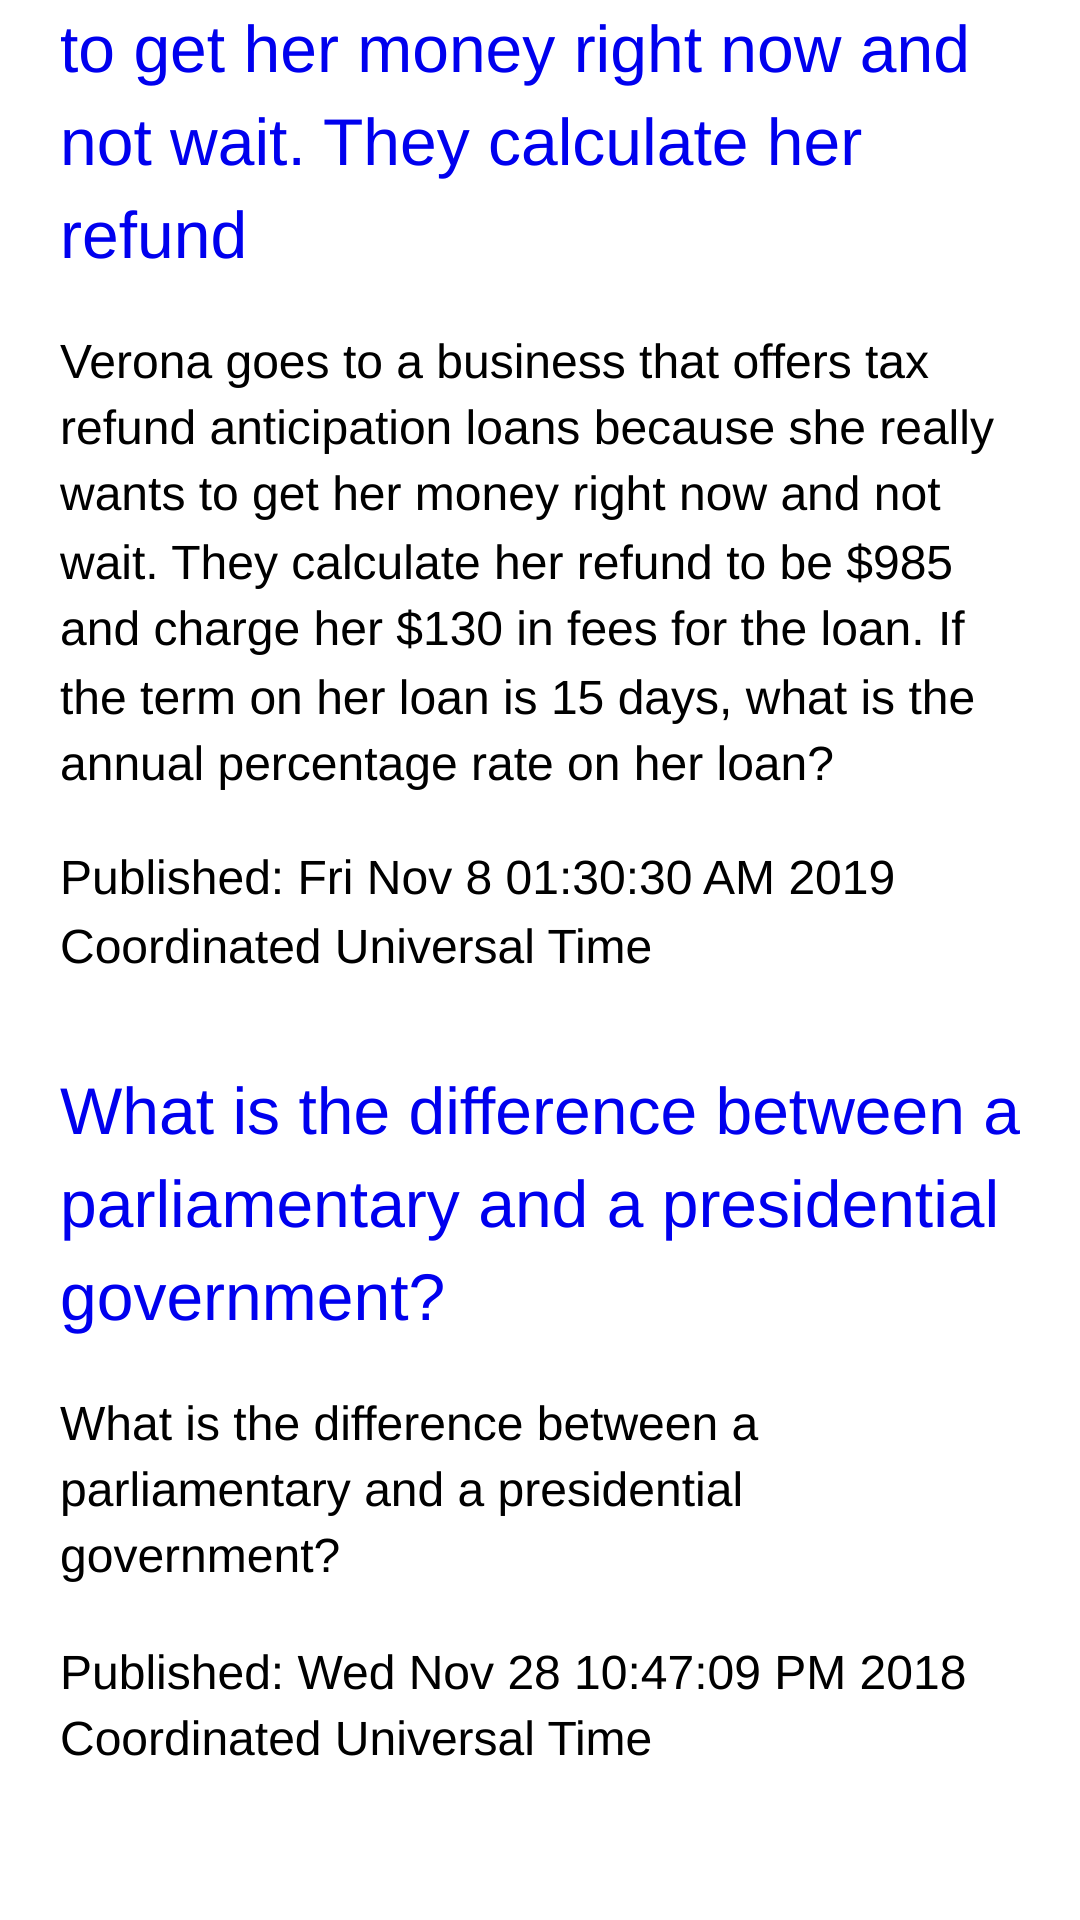 to get her money right now and
not wait. They calculate her
refund
Verona goes to a business that offers tax
refund anticipation loans because she really
wants to get her money right now and not
wait. They calculate her refund to be $985
and charge her $130 in fees for the loan. If
the term on her loan is 15 days, what is the
annual percentage rate on her loan?
Published: Fri Nov 8 01:30:30 AM 2019
Coordinated Universal Time
What is the difference between a
parliamentary and a presidential
government?
What is the difference between a
parliamentary and a presidential
government?
Published: Wed Nov 28 10:47:09 PM 2018
Coordinated Universal Time